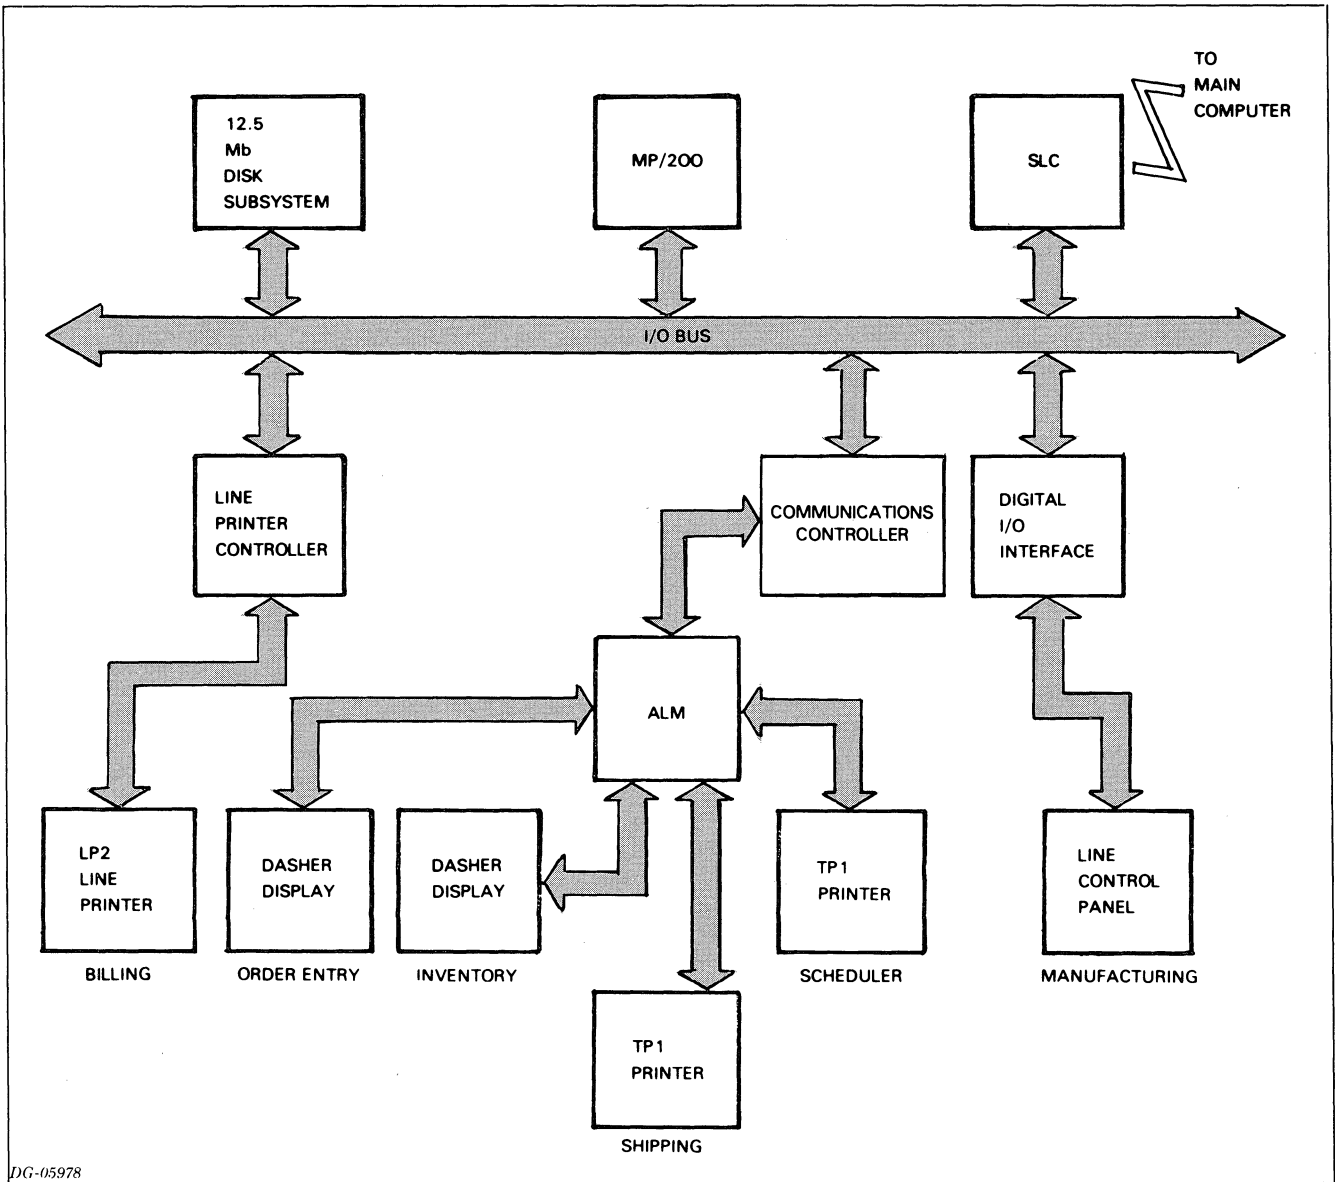 TO
MAIN
COMPUTER
12.5
Mb
DISK
SUBSYSTEM
MP/200
SLC
I/O BUS
LINE
PRINTER
CONTROLLER
COMMUNICATIONS
CONTROLLER
DIGITAL
I/O
INTERFACE
ALM
LP2
LINE
PRINTER
DASHER
DISPLAY
DASHER
DISPLAY
TP1
PRINTER
LINE
CONTROL
PANEL
BILLING
ORDER ENTRY
INVENTORY
SCHEDULER
MANUFACTURING
TP1
PRINTER
SHIPPING
DG-05978